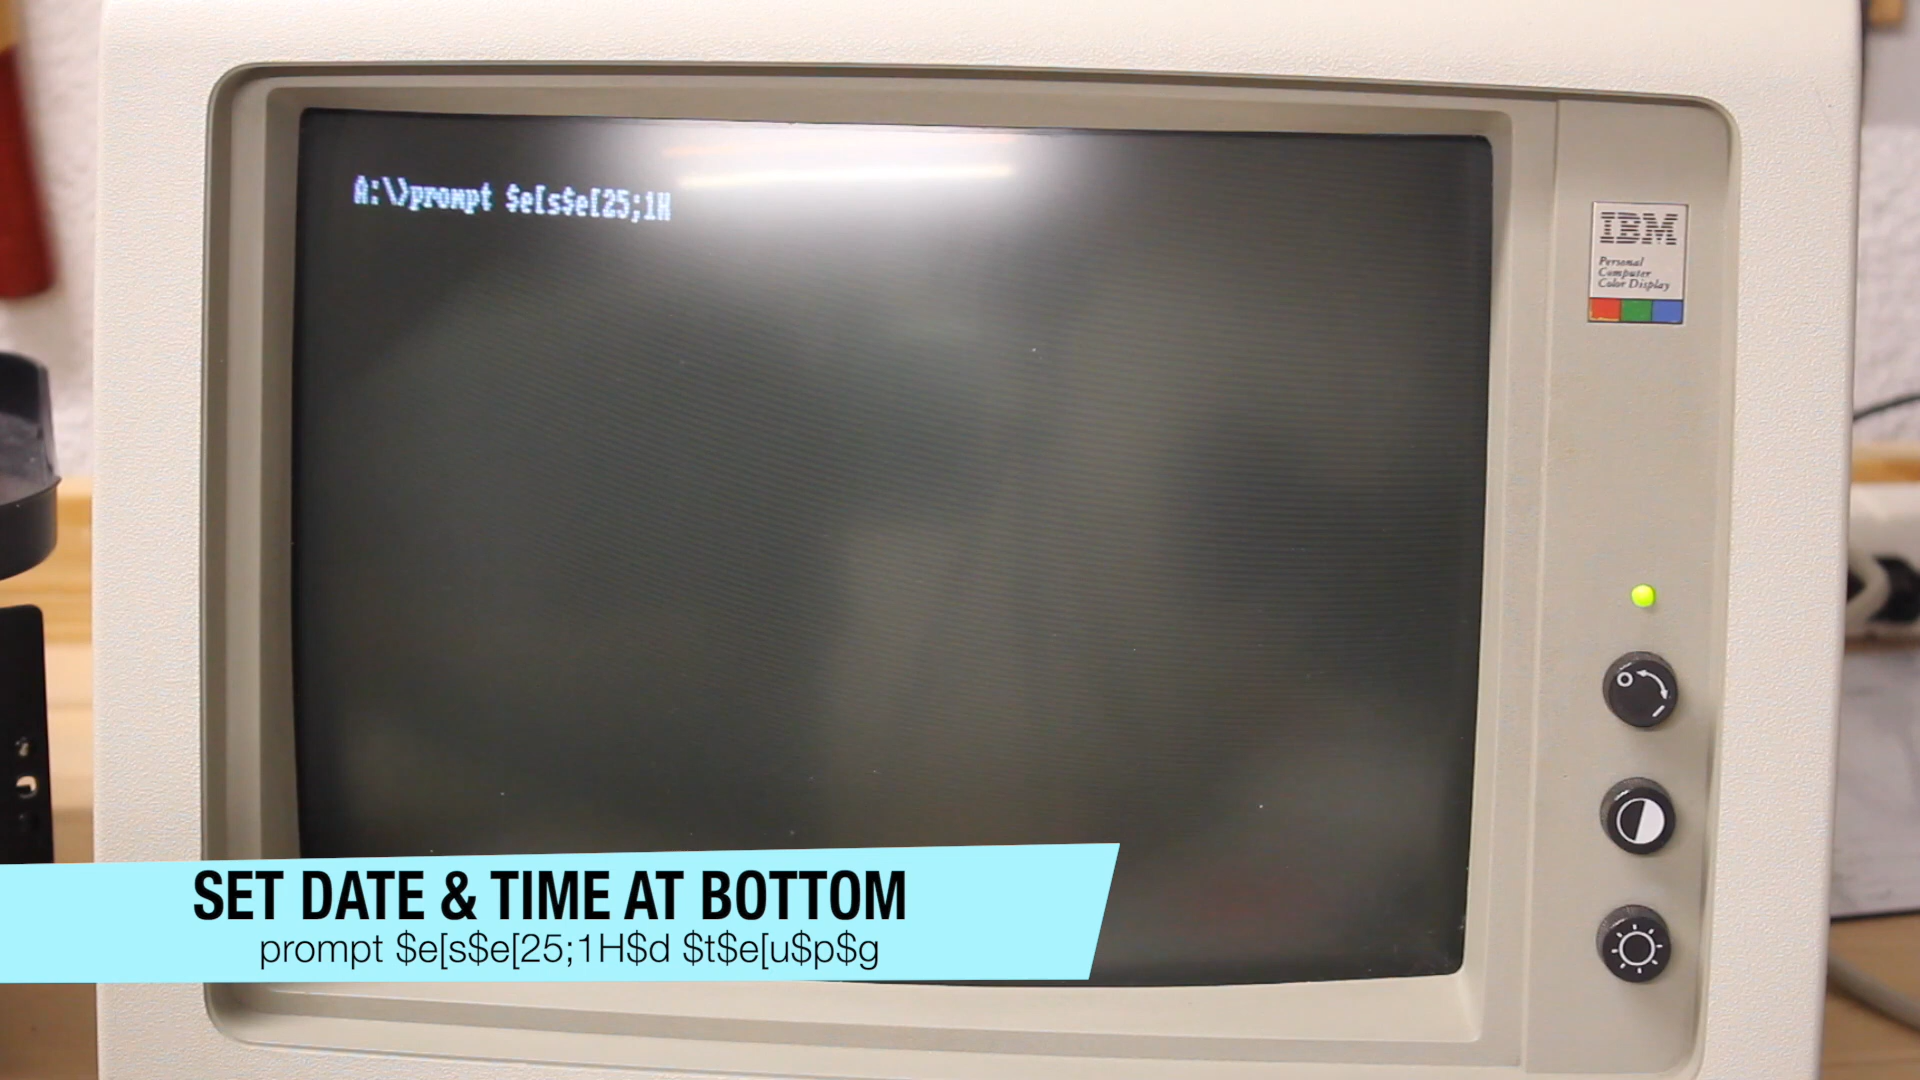 A:\>prompt $e[s$e[25;1H
IBM
Personal
Computer
Color Display
SET DATE & TIME AT BOTTOM
prompt $e[s$e[25;1H$d $t$e[u$p$g